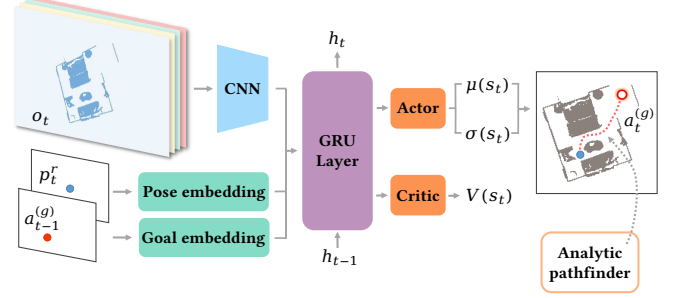 o_t
CNN
p_t^r
a_{t-1}^{(g)}
Pose embedding
Goal embedding
h_t
GRU
Layer
h_{t-1}
Actor
μ(s_t)
σ(s_t)
Critic
V(s_t)
a_t^{(g)}
Analytic
pathfinder